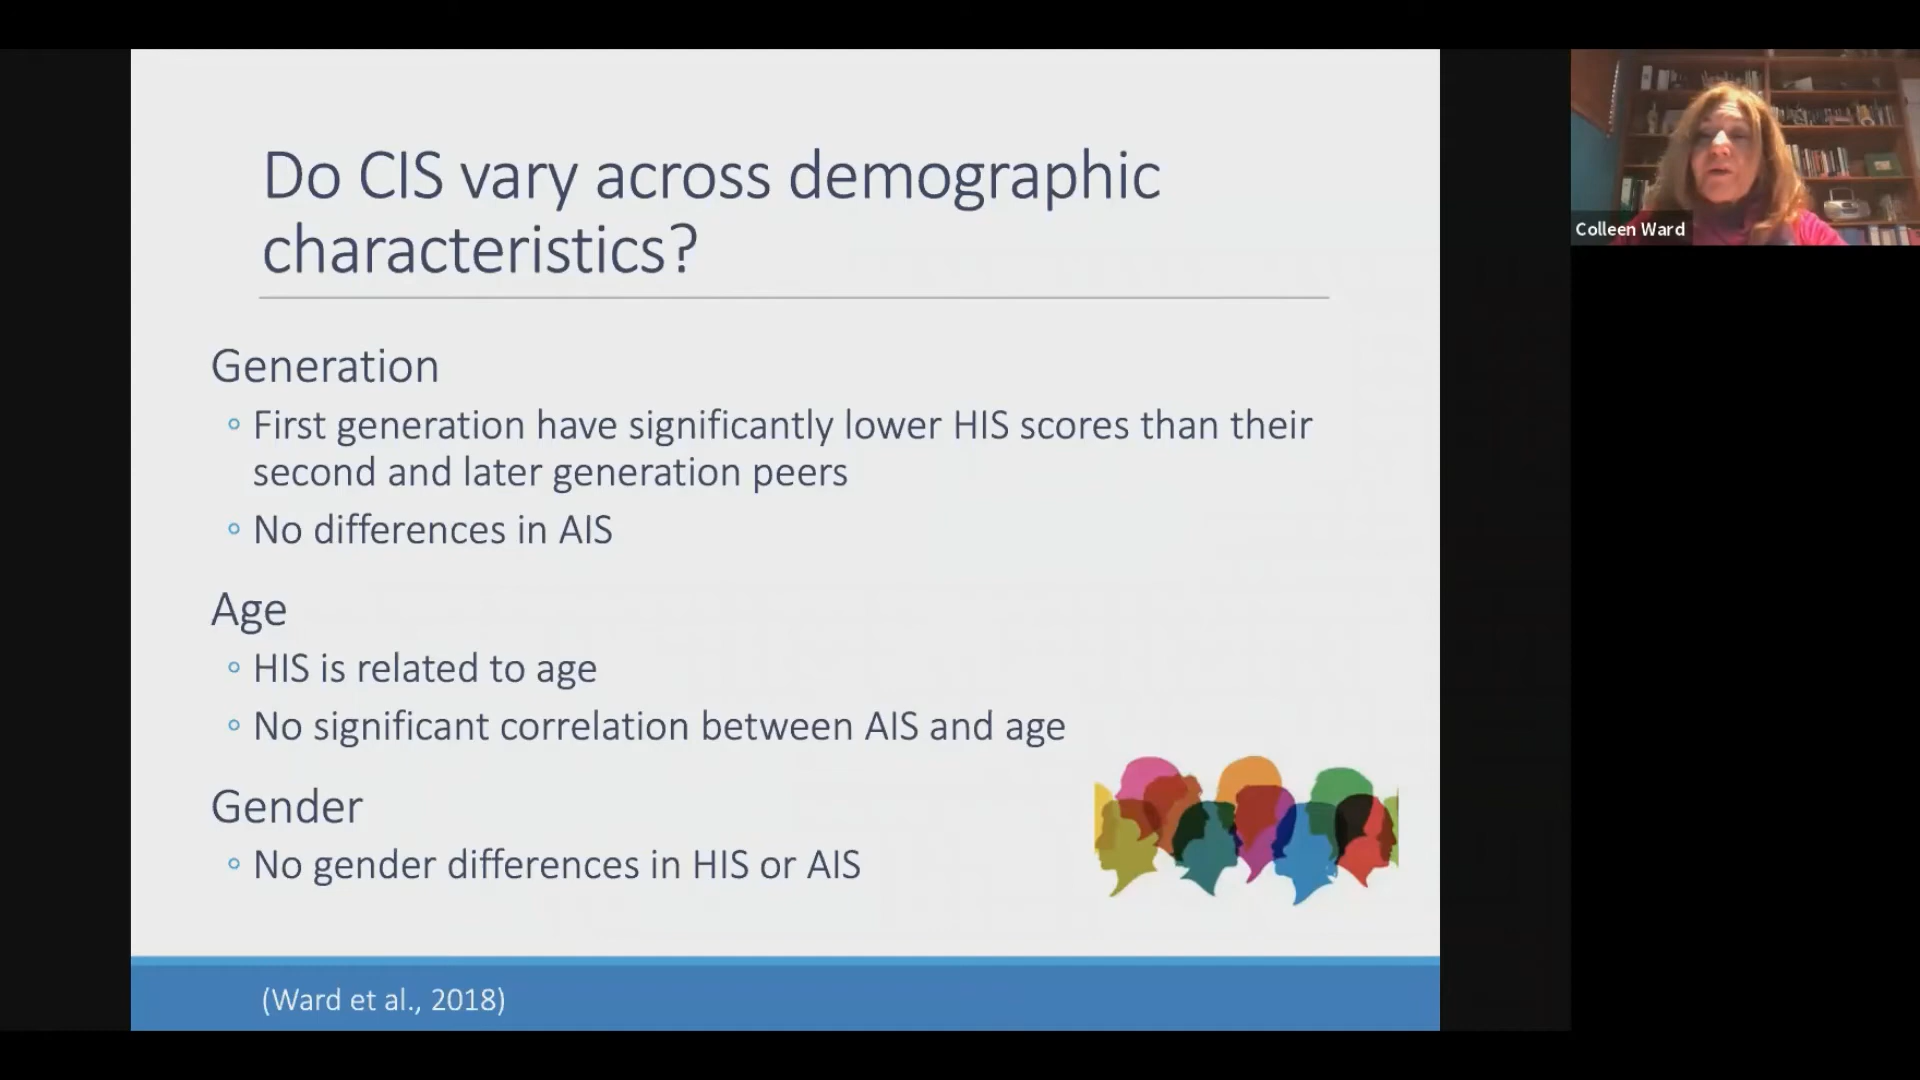 Do CIS vary across demographic
characteristics?
Generation
◦ First generation have significantly lower HIS scores than their
second and later generation peers
◦ No differences in AIS
Age
◦ HIS is related to age
◦ No significant correlation between AIS and age
Gender
◦ No gender differences in HIS or AIS
(Ward et al., 2018)
Colleen Ward